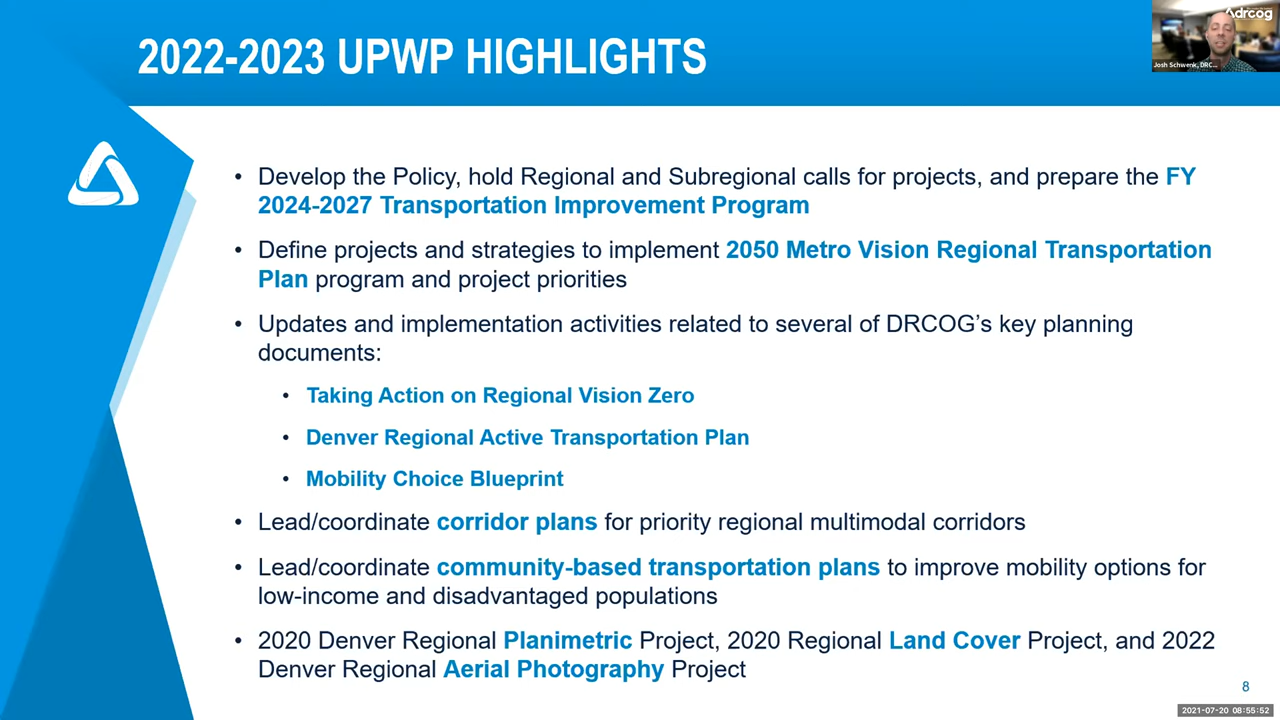 2022-2023 UPWP HIGHLIGHTS
drcog
Josh Schwenk, DRC...
• Develop the Policy, hold Regional and Subregional calls for projects, and prepare the FY
2024-2027 Transportation Improvement Program
• Define projects and strategies to implement 2050 Metro Vision Regional Transportation
Plan program and project priorities
• Updates and implementation activities related to several of DRCOG’s key planning
documents:
• Taking Action on Regional Vision Zero
• Denver Regional Active Transportation Plan
• Mobility Choice Blueprint
• Lead/coordinate corridor plans for priority regional multimodal corridors
• Lead/coordinate community-based transportation plans to improve mobility options for
low-income and disadvantaged populations
• 2020 Denver Regional Planimetric Project, 2020 Regional Land Cover Project, and 2022
Denver Regional Aerial Photography Project
8
2021-07-20 08:55:52